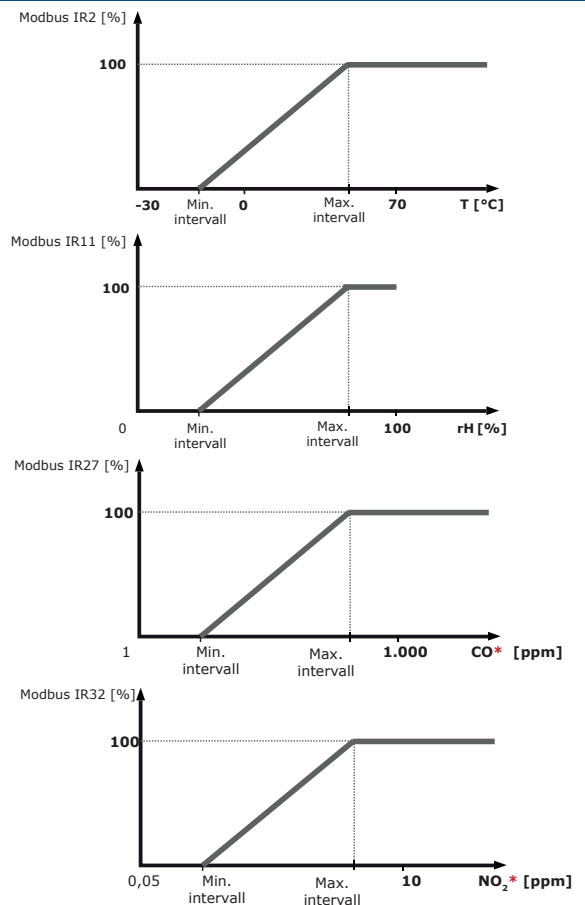 Modbus IR2 [%]
100
-30 Min. intervall 0 Max. intervall 70 T [°C]
Modbus IR11 [%]
100
0 Min. intervall Max. intervall 100 rH [%]
Modbus IR27 [%]
100
1 Min. intervall Max. intervall 1.000 CO* [ppm]
Modbus IR32 [%]
100
0,05 Min. intervall Max. intervall 10 NO₂* [ppm]